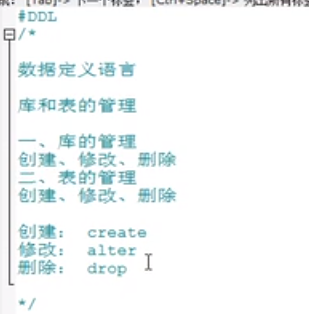 [Tab]-> 下一个标签, [Ctrl+Space]-> 列出所有标签
#DDL
/*
数据定义语言
库和表的管理
一、库的管理
创建、修改、删除
二、表的管理
创建、修改、删除
创建: create
修改: alter
删除: drop
*/